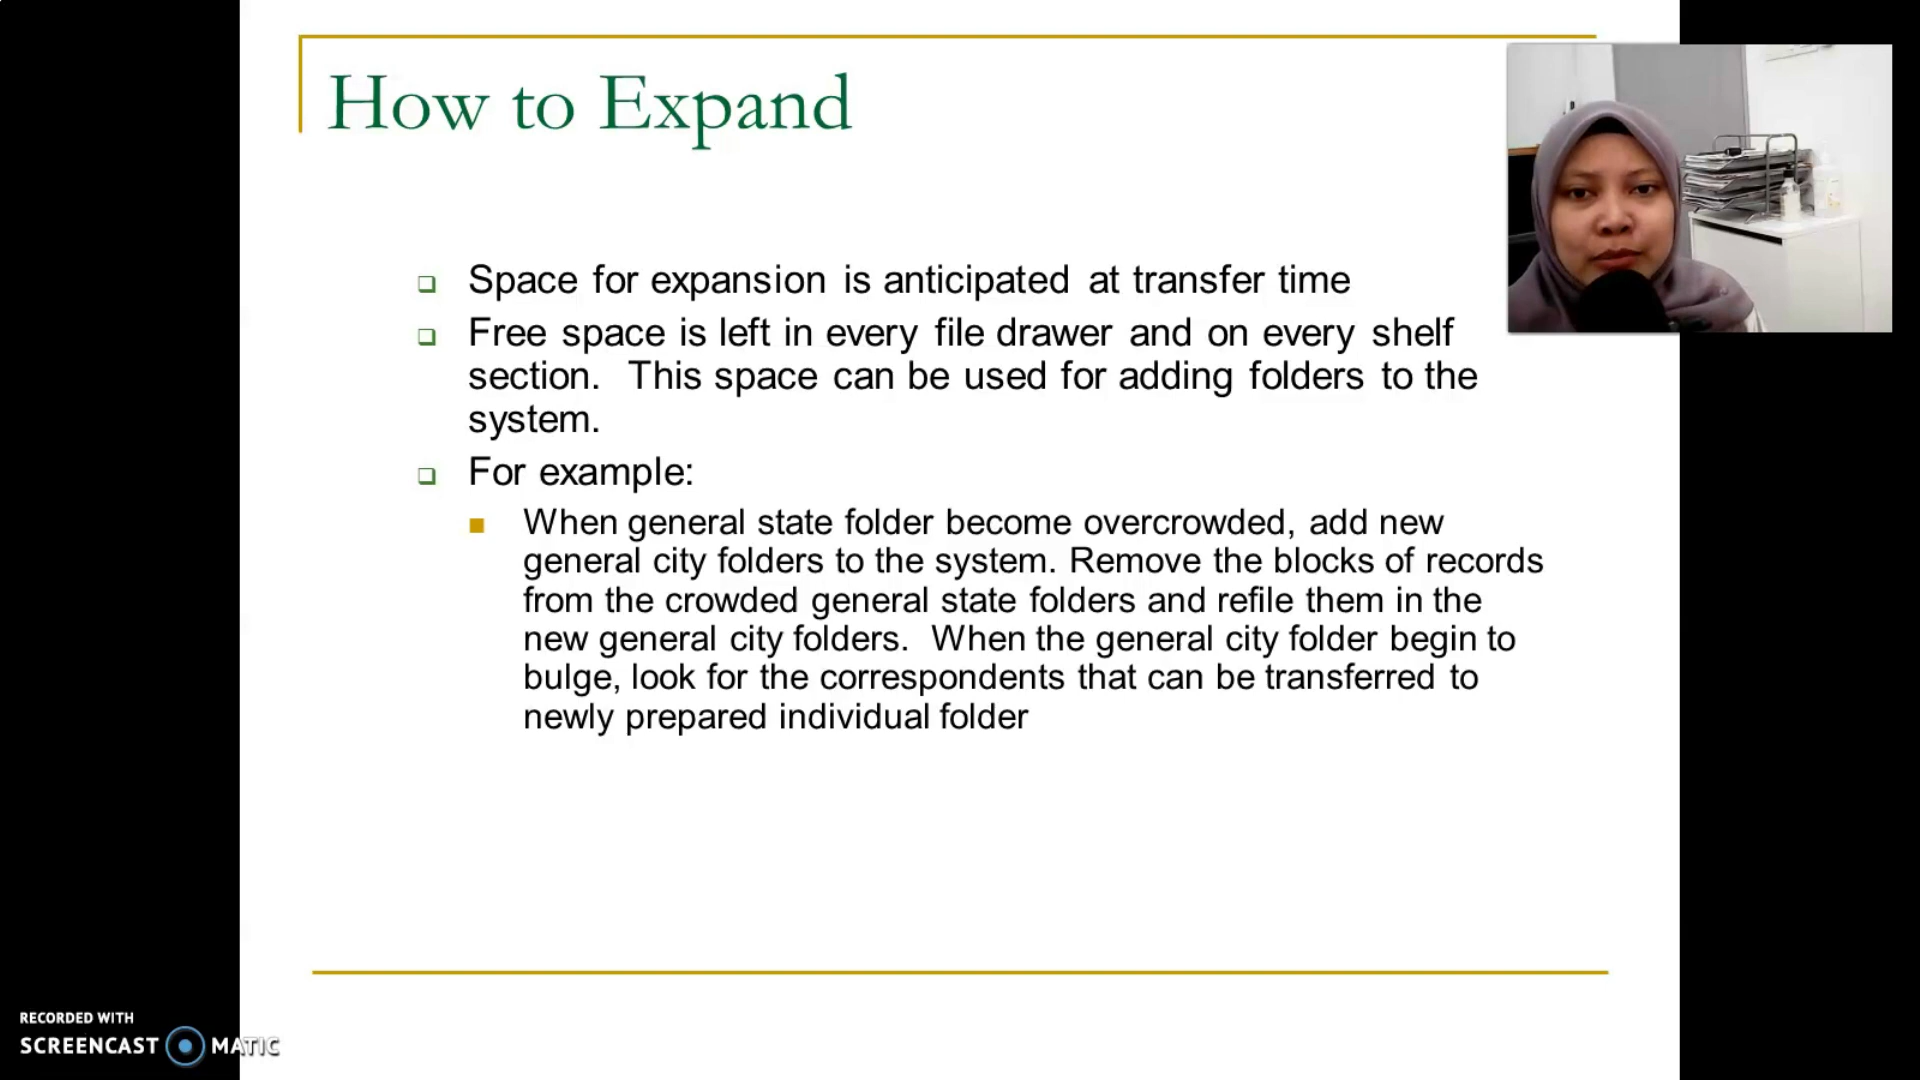 How to Expand
Space for expansion is anticipated at transfer time
Free space is left in every file drawer and on every shelf
section. This space can be used for adding folders to the
system.
For example:
When general state folder become overcrowded, add new
general city folders to the system. Remove the blocks of records
from the crowded general state folders and refile them in the
new general city folders. When the general city folder begin to
bulge, look for the correspondents that can be transferred to
newly prepared individual folder
RECORDED WITH
SCREENCAST MATIC